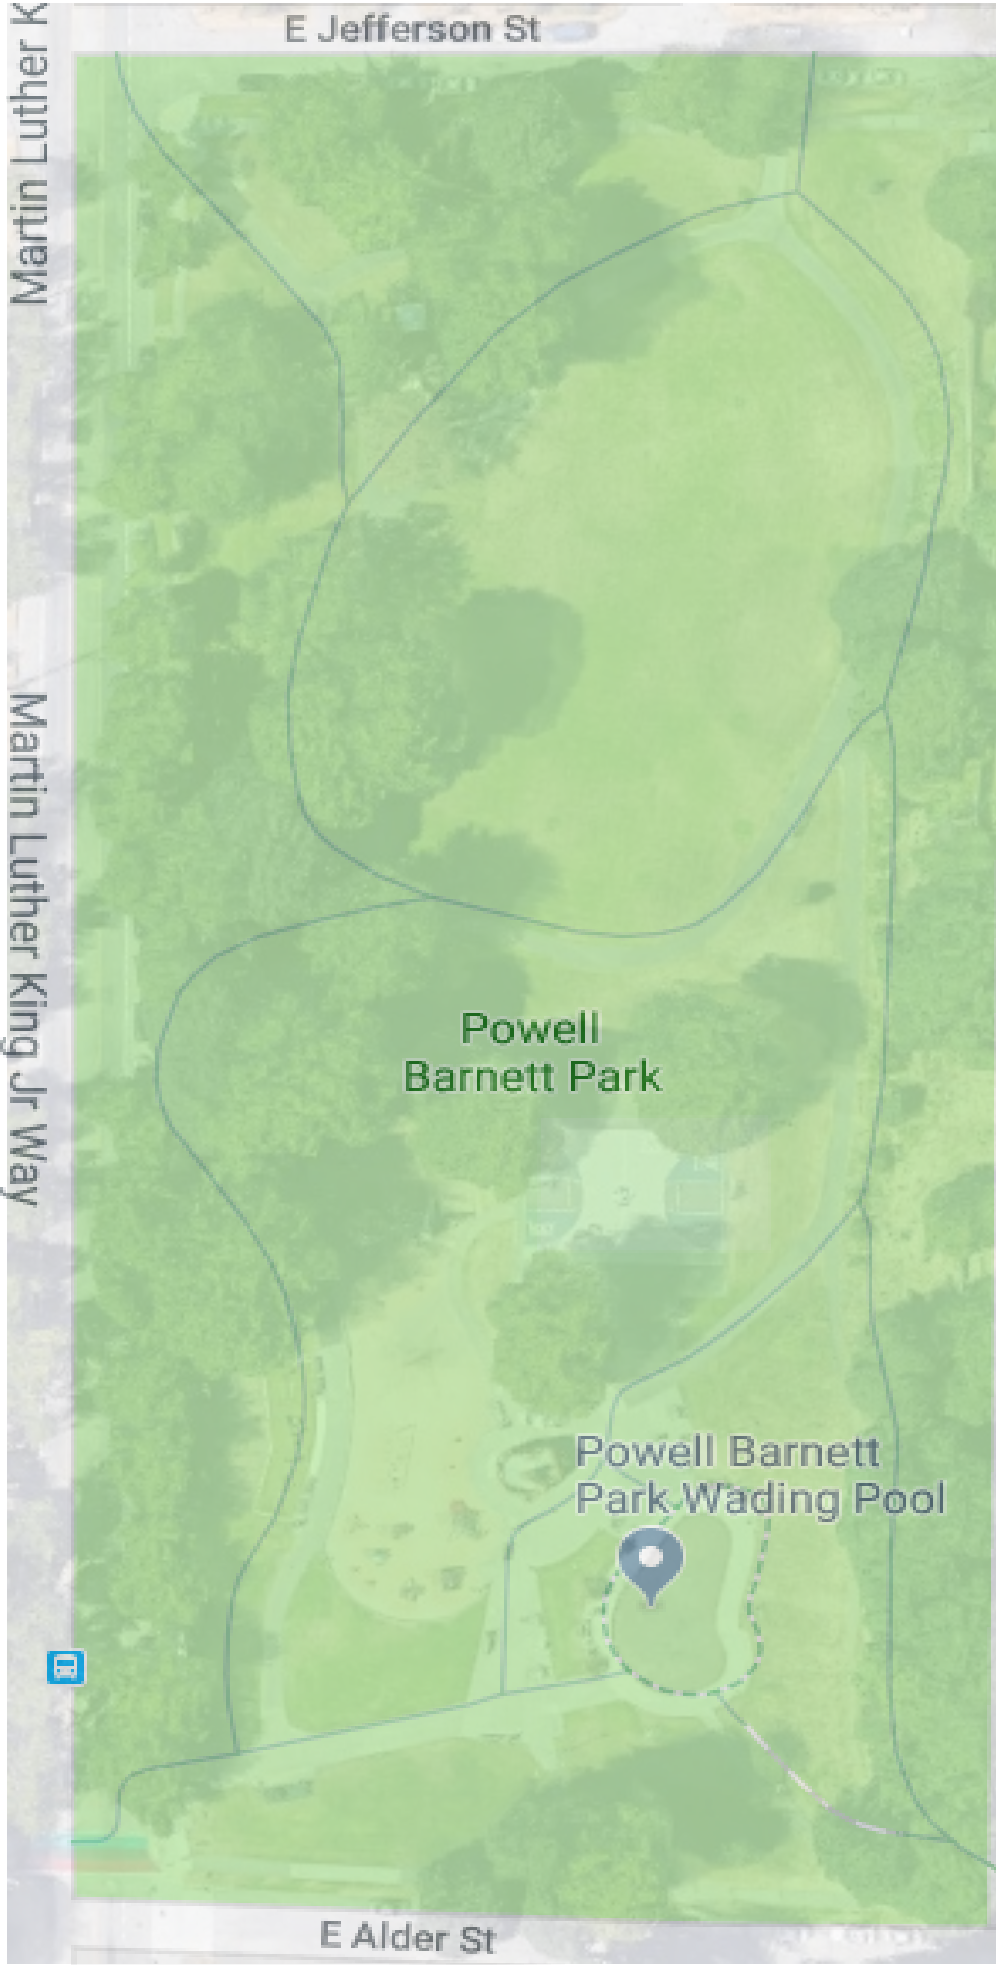 E Jefferson St
Martin Luther K
Martin Luther King Jr Way
Powell
Barnett Park
Powell Barnett
Park Wading Pool
E Alder St